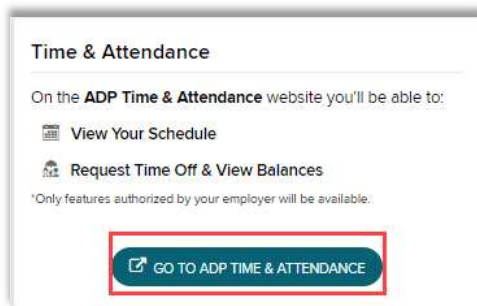 Time & Attendance
On the ADP Time & Attendance website you'll be able to:
View Your Schedule
Request Time Off & View Balances
*Only features authorized by your employer will be available.
GO TO ADP TIME & ATTENDANCE